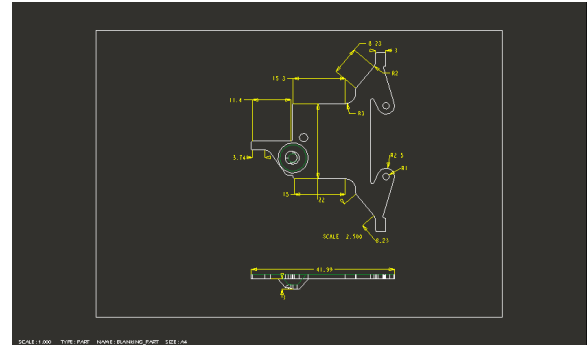 8.23
3
R2
15.3
11.4
R3
3.74
R2.5
R1
15
22
SCALE 2.500
8.23
41.99
SCALE : 1.000 TYPE : PART NAME : BLANKING_PART SIZE : A4